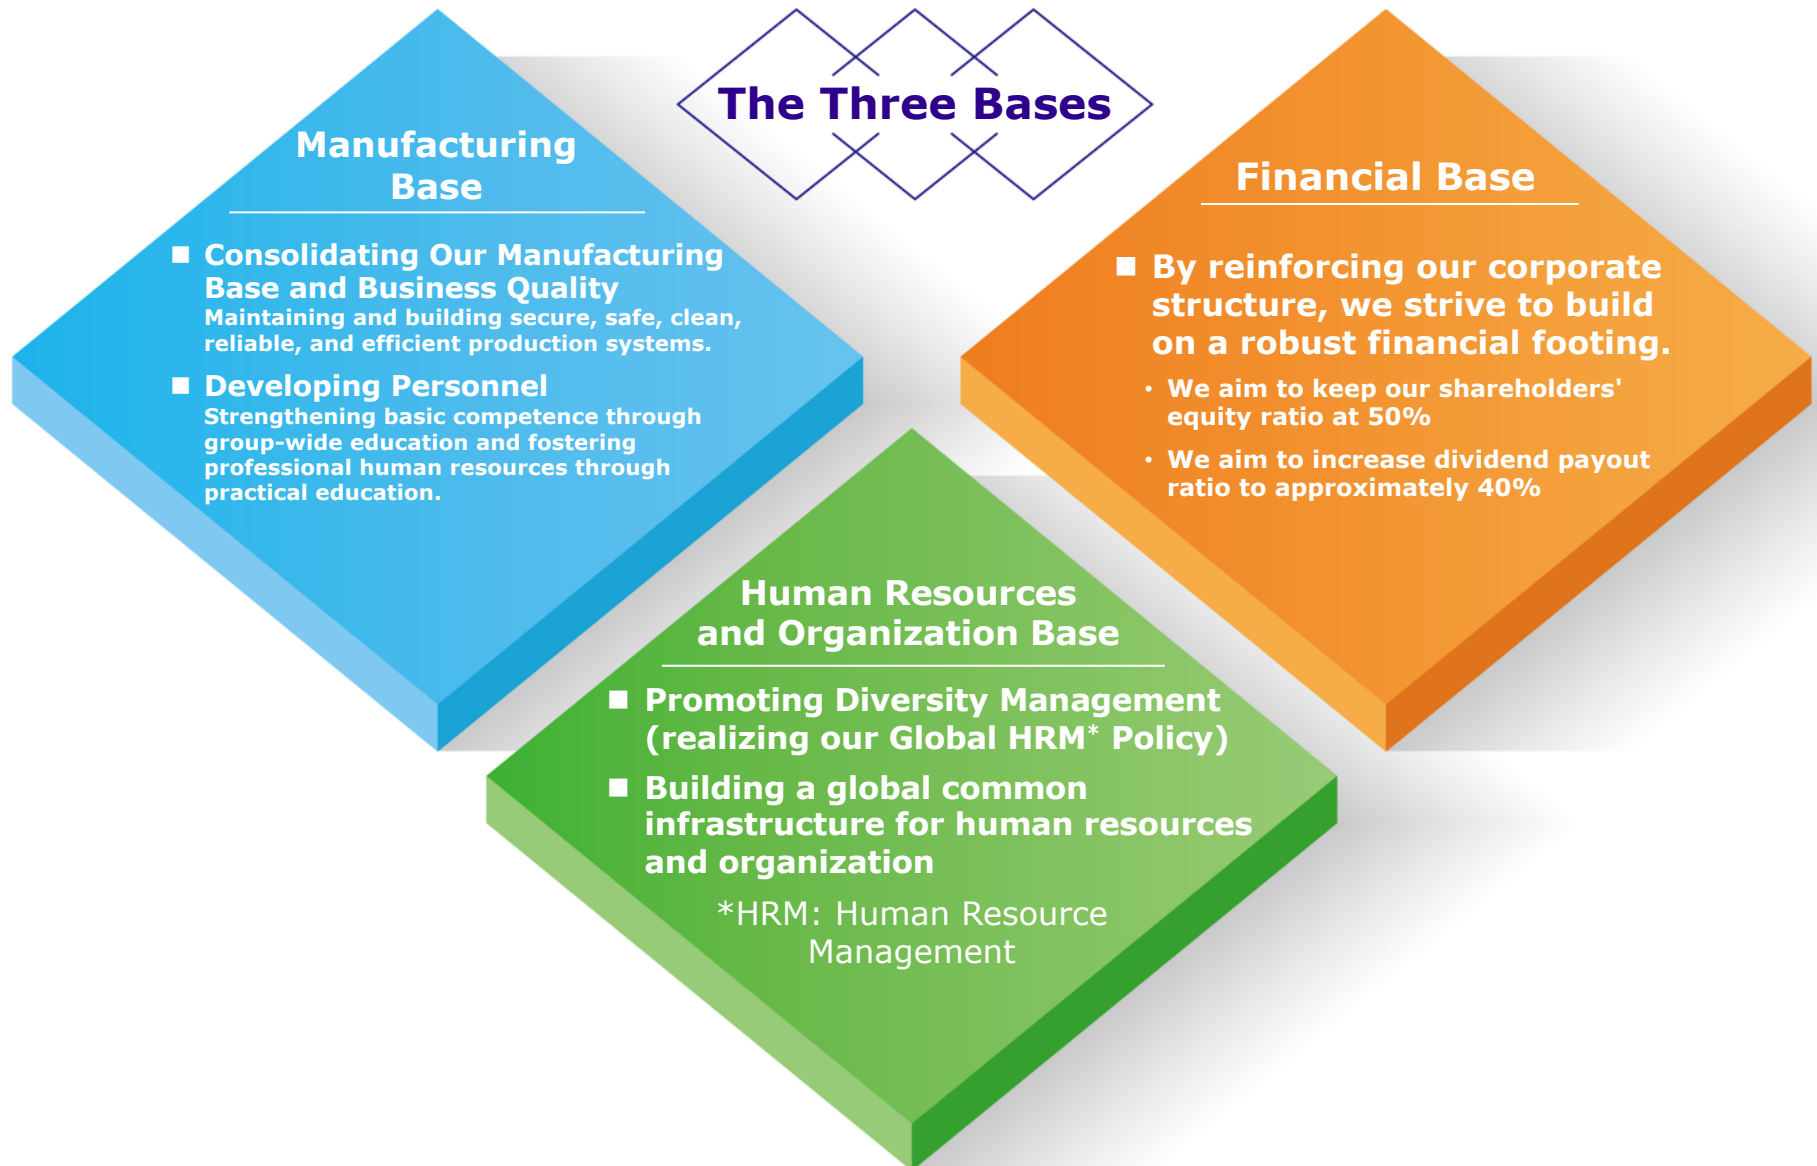 The Three Bases
Manufacturing
Base
■ Consolidating Our Manufacturing
Base and Business Quality
Maintaining and building secure, safe, clean,
reliable, and efficient production systems.
■ Developing Personnel
Strengthening basic competence through
group-wide education and fostering
professional human resources through
practical education.
Financial Base
■ By reinforcing our corporate
structure, we strive to build
on a robust financial footing.
・We aim to keep our shareholders'
equity ratio at 50%
・We aim to increase dividend payout
ratio to approximately 40%
Human Resources
and Organization Base
■ Promoting Diversity Management
(realizing our Global HRM* Policy)
■ Building a global common
infrastructure for human resources
and organization
*HRM: Human Resource
Management